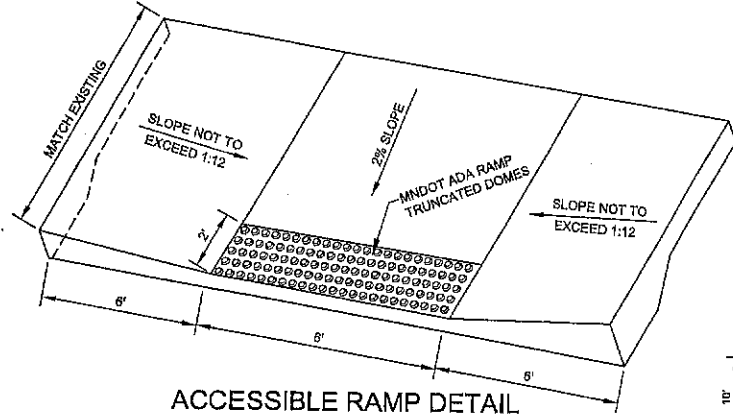 MATCH EXISTING
SLOPE NOT TO
EXCEED 1:12
2% SLOPE
MNDOT ADA RAMP
TRUNCATED DOMES
SLOPE NOT TO
EXCEED 1:12
2'
6'
6'
6'
10'
ACCESSIBLE RAMP DETAIL